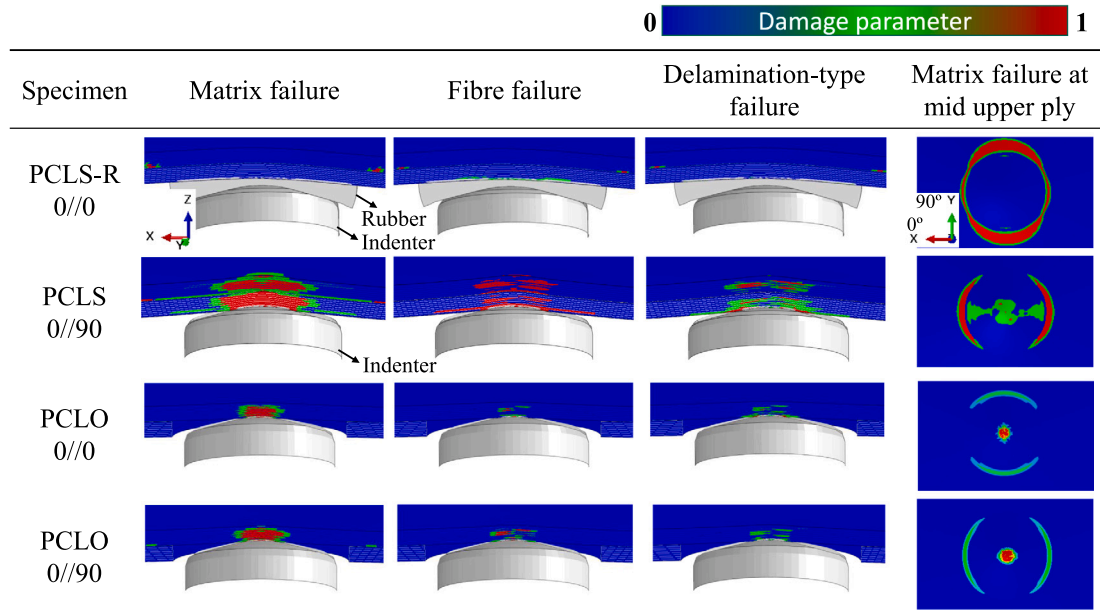 0 Damage parameter 1
Specimen Matrix failure Fibre failure Delamination-type failure Matrix failure at mid upper ply
PCLS-R
0//0
Z
X
Y
Rubber
Indenter
90º Y
0º
X
PCLS
0//90
Indenter
PCLO
0//0
PCLO
0//90